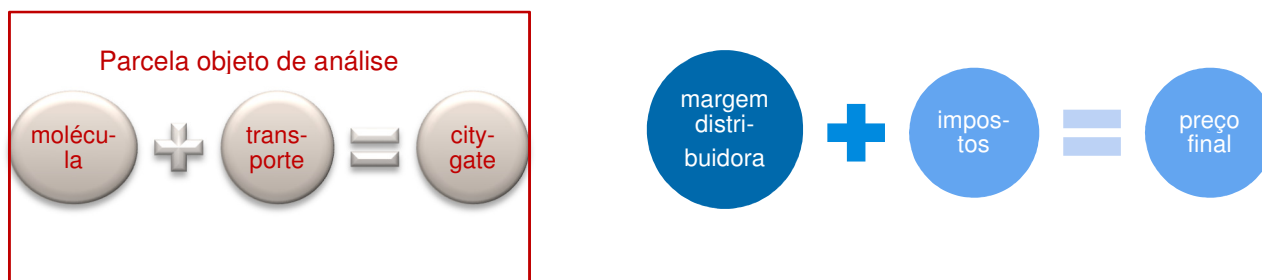 Parcela objeto de análise
molécu-
la
trans-
porte
city-
gate
margem
distri-
buidora
impos-
tos
preço
final